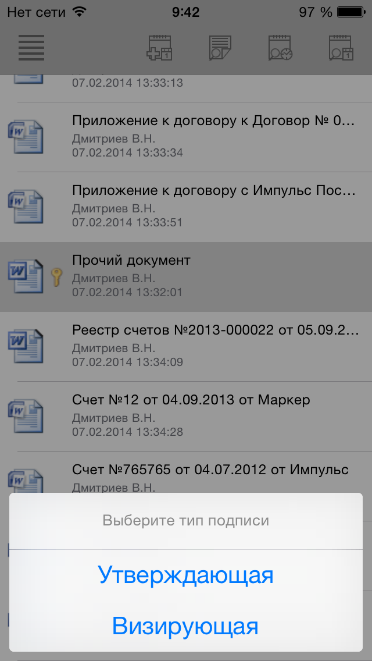 Нет сети 9:42 97 %
07.02.2014 13:33:13
Приложение к договору к Договор № 0...
Дмитриев В.Н.
07.02.2014 13:33:34
Приложение к договору с Импульс Пос...
Дмитриев В.Н.
07.02.2014 13:33:51
Прочий документ
Дмитриев В.Н.
07.02.2014 13:32:01
Реестр счетов №2013-000022 от 05.09.2...
Дмитриев В.Н.
07.02.2014 13:34:09
Счет №12 от 04.09.2013 от Маркер
Дмитриев В.Н.
07.02.2014 13:34:28
Счет №765765 от 04.07.2012 от Импульс
Дмитриев В.Н.
Выберите тип подписи
Утверждающая
Визирующая